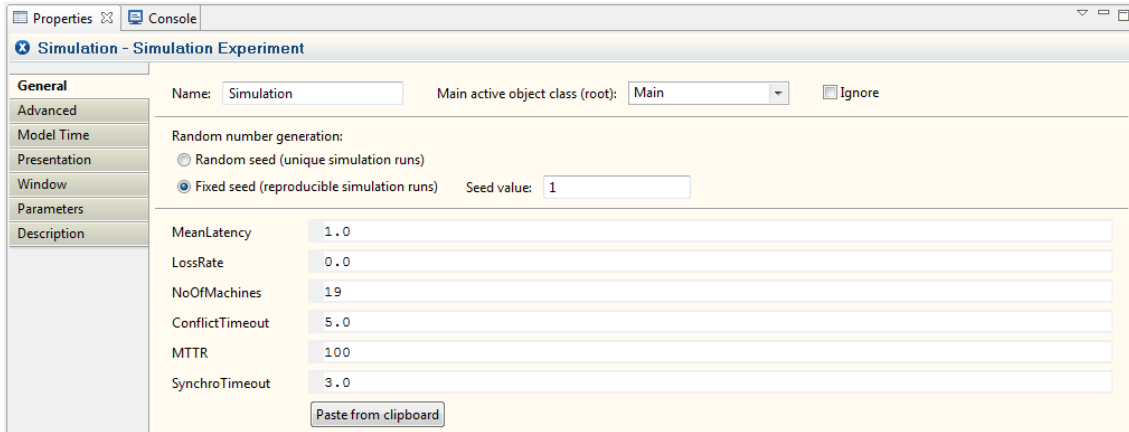 Properties Console
Simulation - Simulation Experiment
General
Advanced
Model Time
Presentation
Window
Parameters
Description
Name: Simulation Main active object class (root): Main Ignore
Random number generation:
Random seed (unique simulation runs)
Fixed seed (reproducible simulation runs) Seed value: 1
MeanLatency 1.0
LossRate 0.0
NoOfMachines 19
ConflictTimeout 5.0
MTTR 100
SynchroTimeout 3.0
Paste from clipboard